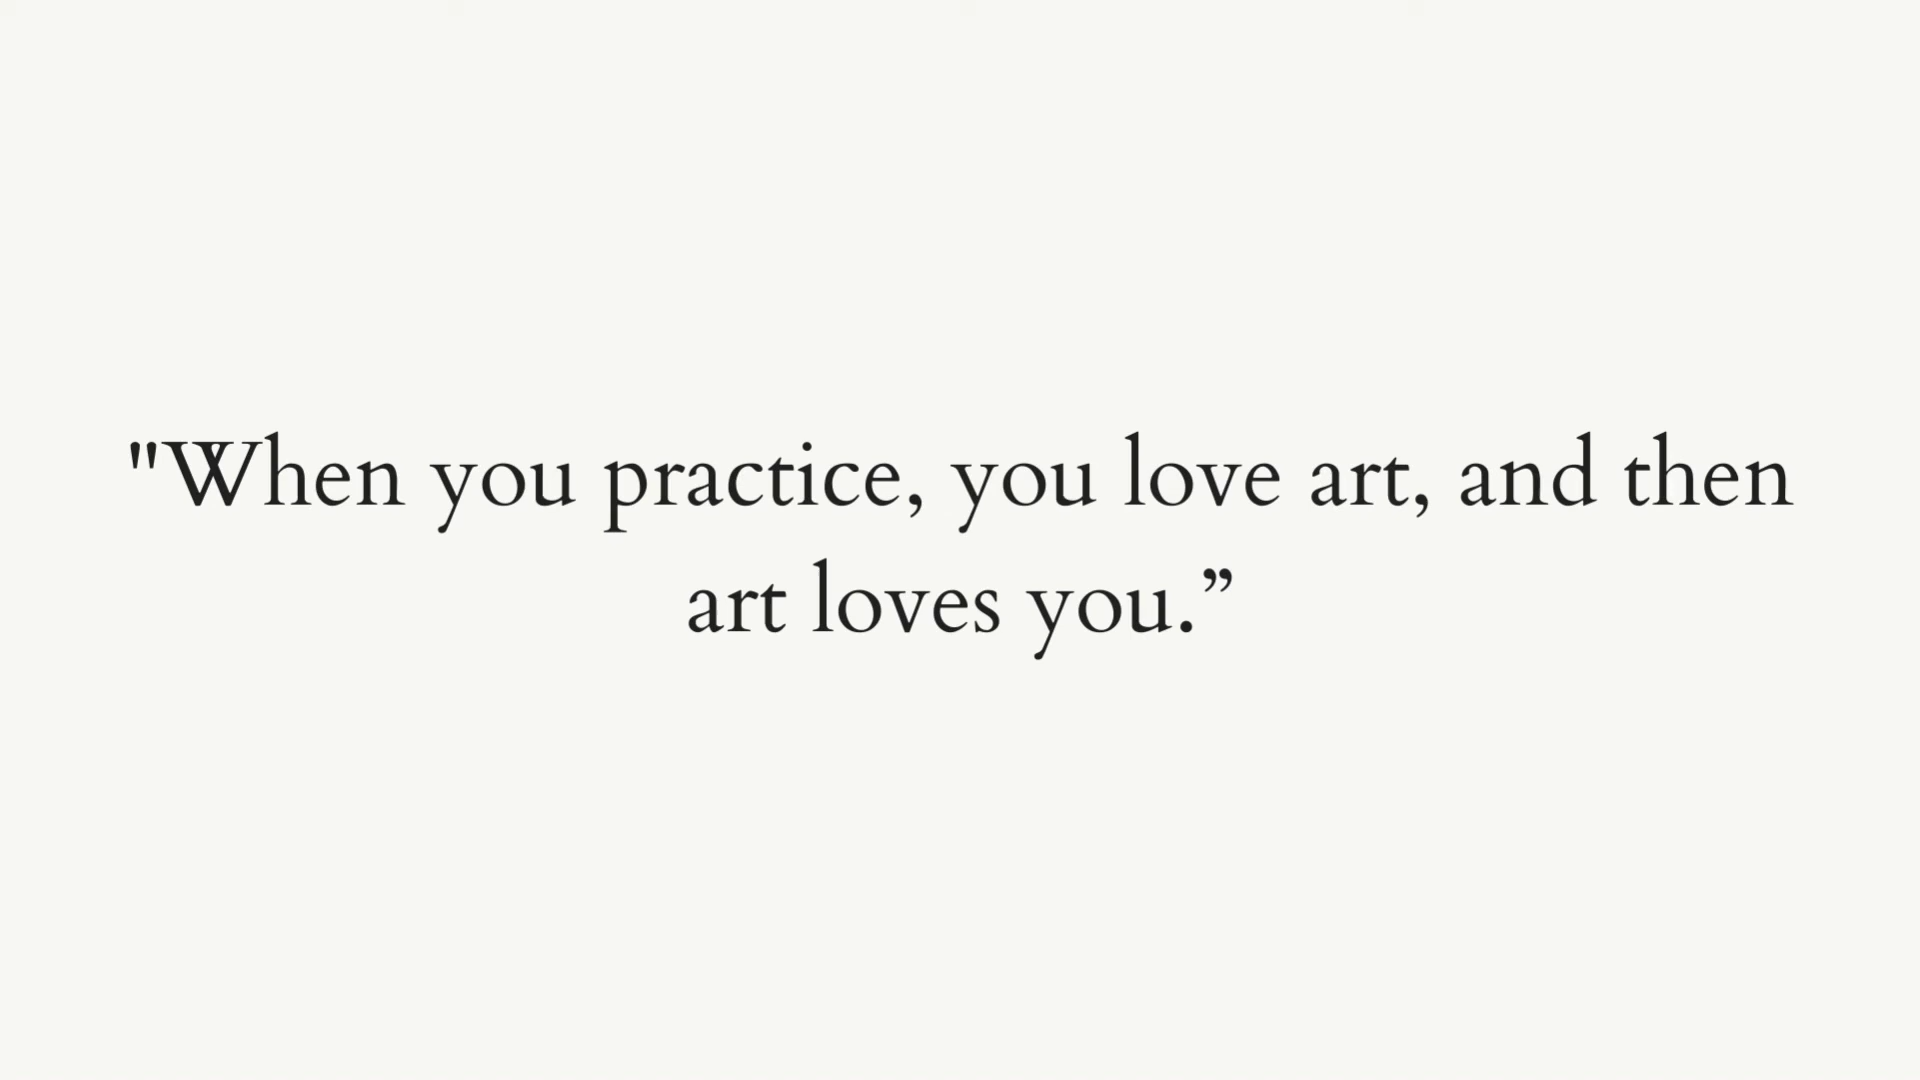 "When you practice, you love art, and then
art loves you.”